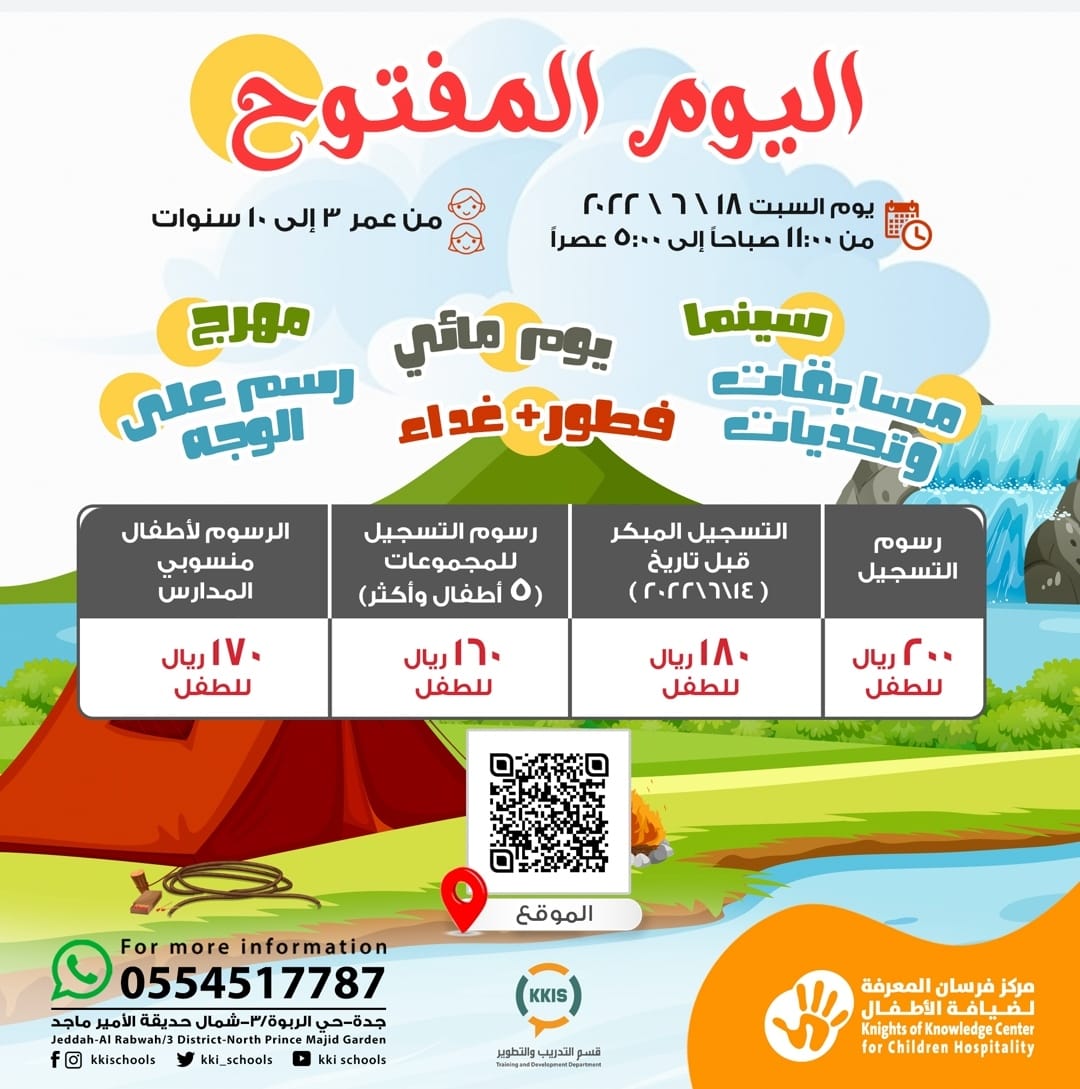 اليوم المفتوح
يوم السبت ١٨ \ ٦ \ ٢٠٢٢
من ١١:٠٠ صباحاً إلى ٥:٠٠ عصراً
من عمر ٣ إلى ١٠ سنوات
سينما
يوم مائي
مهرج
مسابقات
وتحديات
فطور+ غداء
رسم على
الوجه
رسوم
التسجيل
التسجيل المبكر
قبل تاريخ
(٢٠٢٢\٦\١٤)
رسوم التسجيل
للمجموعات
(٥ أطفال وأكثر)
الرسوم لأطفال
منسوبي
المدارس
٢٠٠ ريال
للطفل
١٨٠ ريال
للطفل
١٦٠ ريال
للطفل
١٧٠ ريال
للطفل
الموقع
For more information
0554517787
جدة-حي الربوة/٣-شمال حديقة الأمير ماجد
Jeddah-Al Rabwah/3 District-North Prince Majid Garden
kkischools
kki_schools
kki schools
KKIS
قسم التدريب والتطوير
Training and Development Department
مركز فرسان المعرفة
لضيافة الأطفال
Knights of Knowledge Center
for Children Hospitality